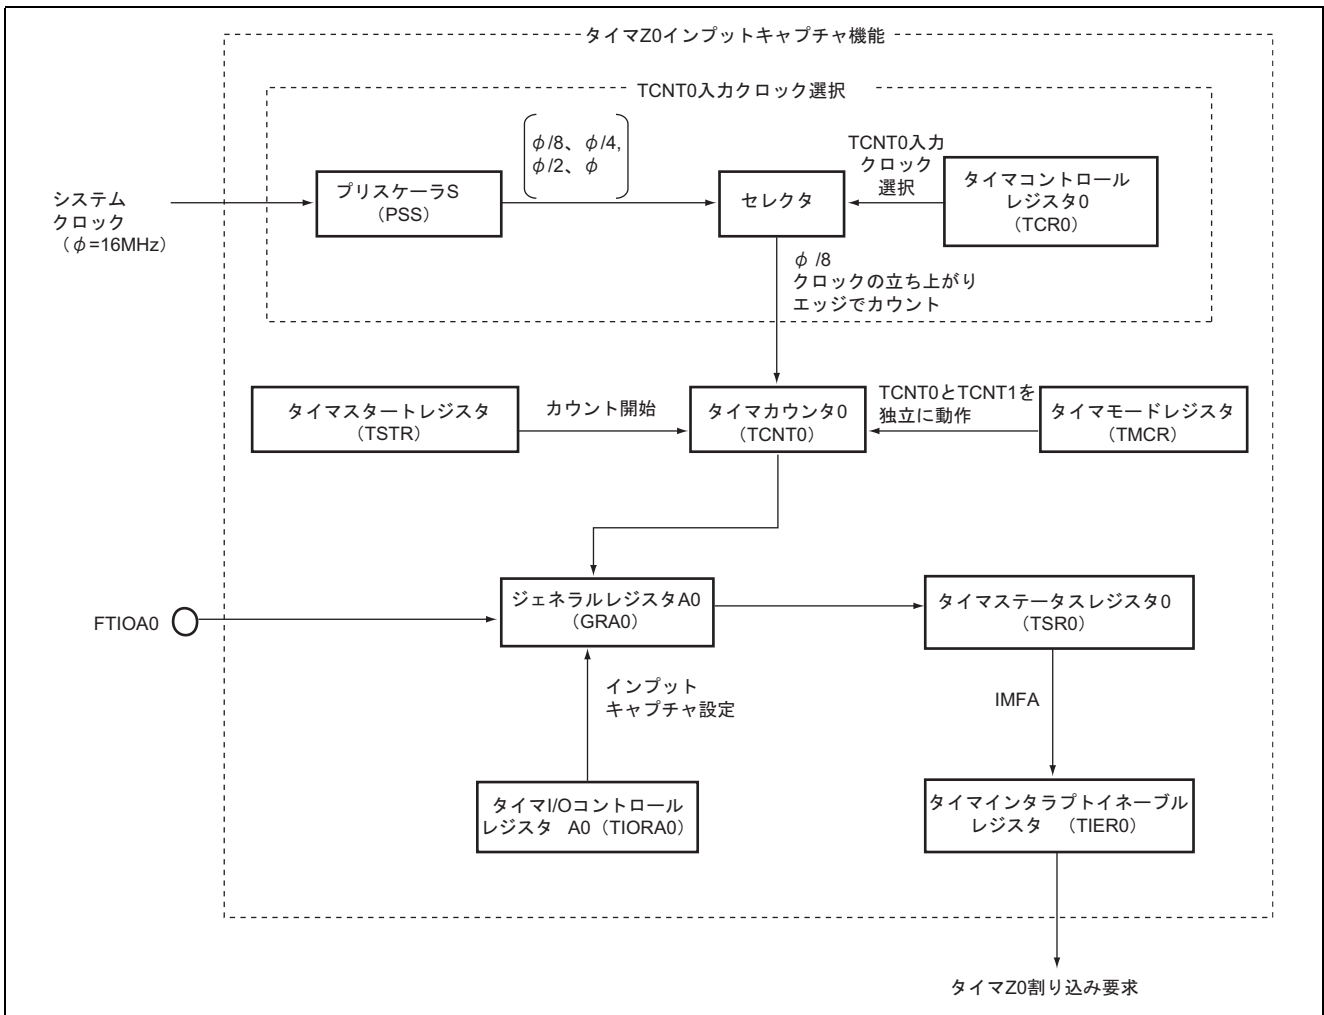 タイマZ0インプットキャプチャ機能
TCNT0入力クロック選択
φ/8、φ/4,
φ/2、φ
TCNT0入力
クロック
選択
システム
クロック
（φ=16MHz）
プリスケーラS
（PSS）
セレクタ
タイマコントロール
レジスタ0
（TCR0）
φ /8
クロックの立ち上がり
エッジでカウント
タイマスタートレジスタ
（TSTR）
カウント開始
タイマカウンタ0
（TCNT0）
TCNT0とTCNT1を
独立に動作
タイマモードレジスタ
（TMCR）
FTIOA0
ジェネラルレジスタA0
（GRA0）
タイマステータスレジスタ0
（TSR0）
インプット
キャプチャ設定
IMFA
タイマI/Oコントロール
レジスタ A0（TIORA0）
タイマインタラプトイネーブル
レジスタ （TIER0）
タイマZ0割り込み要求